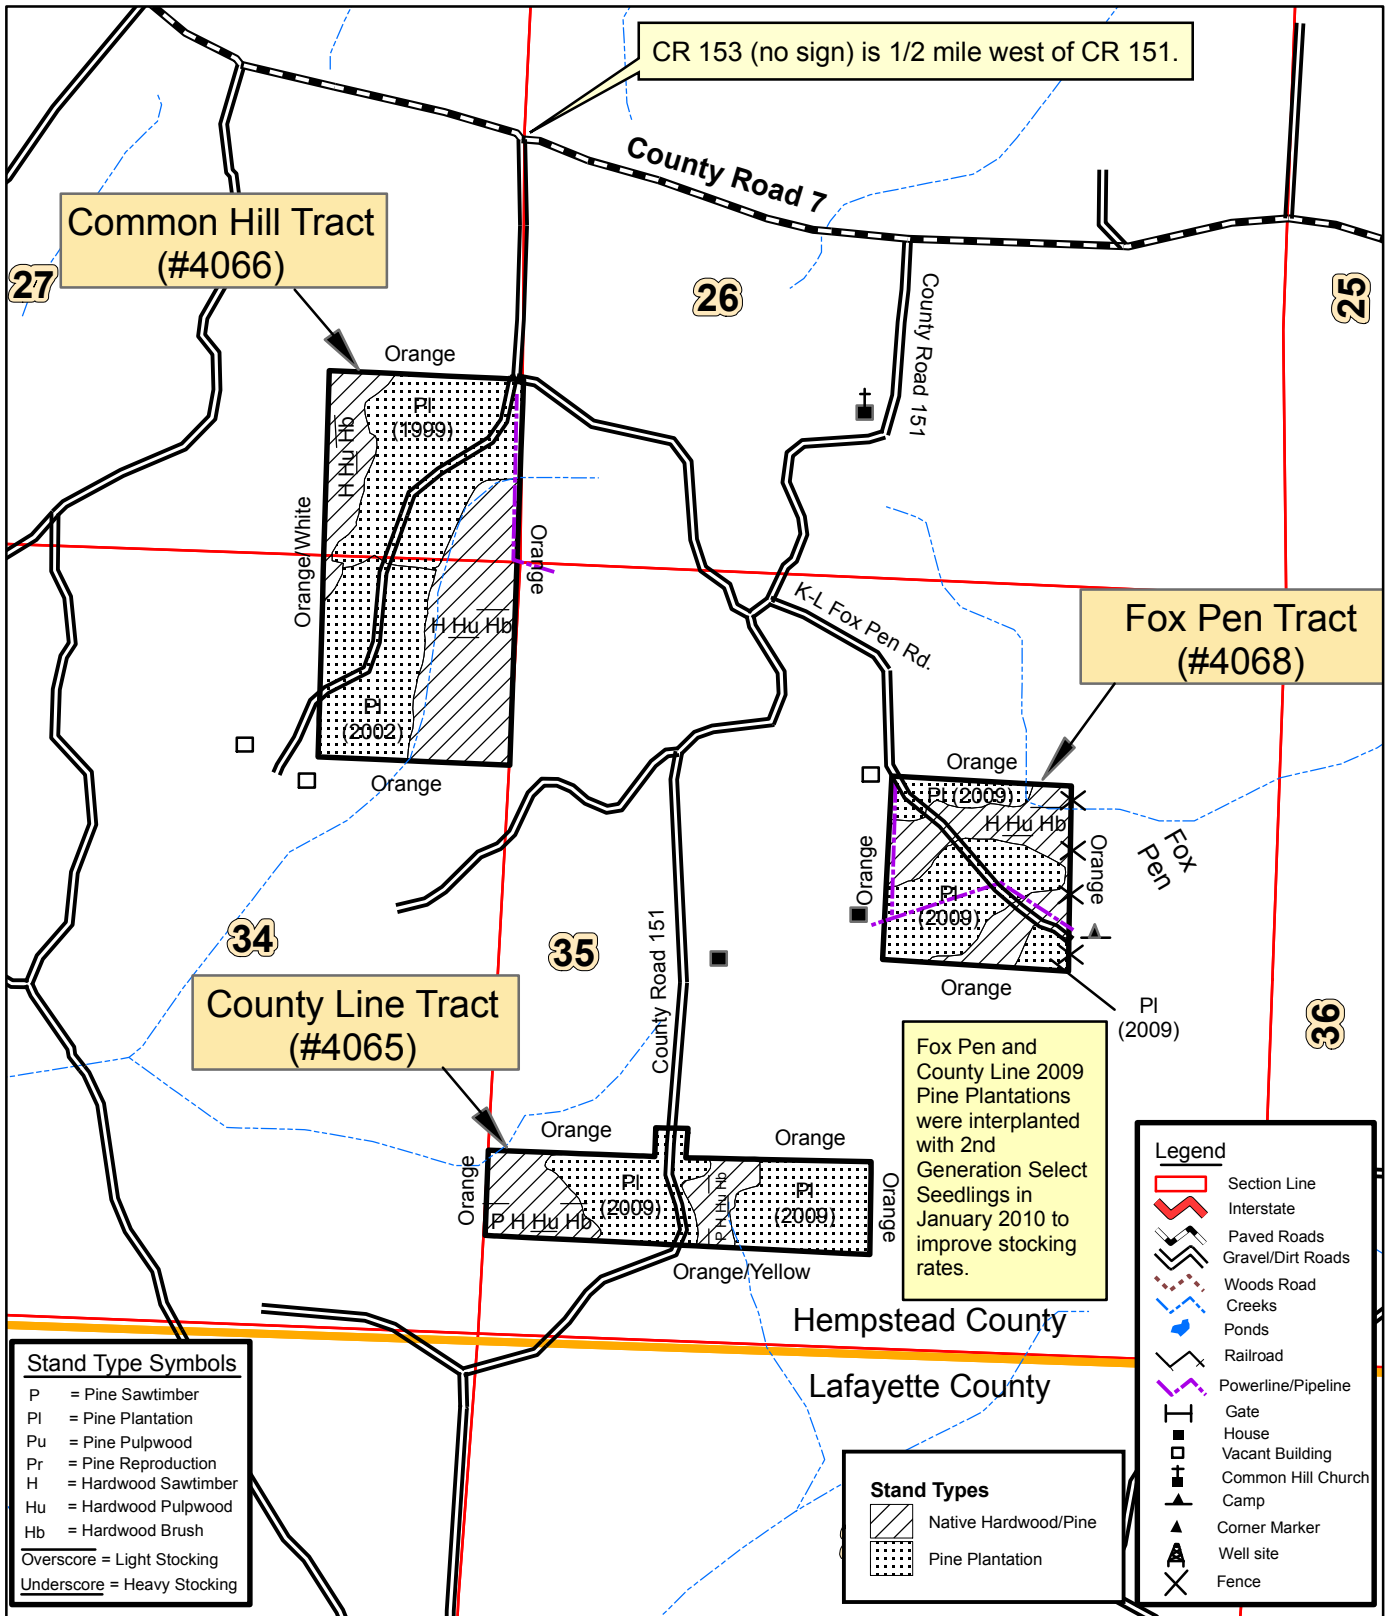 CR 153 (no sign) is 1/2 mile west of CR 151.
County Road 7
Common Hill Tract
(#4066)
27
26
25
County Road 151
Orange
Pl
(1999)
H Hu Hb
Orange/White
Orange
H Hu Hb
Pl
(2002)
Orange
K-L Fox Pen Rd.
Fox Pen Tract
(#4068)
Orange
Pl (2009)
H Hu Hb
Orange
Orange
Fox
Pen
Pl
(2009)
Orange
Pl
(2009)
34
35
36
County Road 151
County Line Tract
(#4065)
Fox Pen and
County Line 2009
Pine Plantations
were interplanted
with 2nd
Generation Select
Seedlings in
January 2010 to
improve stocking
rates.
Orange
Orange
Orange
Pl
(2009)
P H Hu Hb
P H Hu Hb
Pl
(2009)
Orange
Orange/Yellow
Hempstead County
Lafayette County
Stand Type Symbols
P = Pine Sawtimber
Pl = Pine Plantation
Pu = Pine Pulpwood
Pr = Pine Reproduction
H = Hardwood Sawtimber
Hu = Hardwood Pulpwood
Hb = Hardwood Brush
Overscore = Light Stocking
Underscore = Heavy Stocking
Stand Types
Native Hardwood/Pine
Pine Plantation
Legend
Section Line
Interstate
Paved Roads
Gravel/Dirt Roads
Woods Road
Creeks
Ponds
Railroad
Powerline/Pipeline
Gate
House
Vacant Building
Common Hill Church
Camp
Corner Marker
Well site
Fence